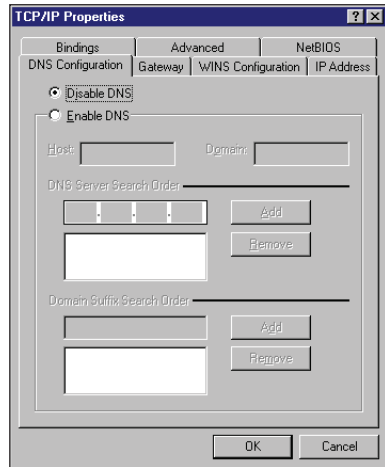 TCP/IP Properties
Bindings Advanced NetBIOS
DNS Configuration Gateway WINS Configuration IP Address
Disable DNS
Enable DNS
Host: Domain:
DNS Server Search Order
. . . Add
Remove
Domain Suffix Search Order
Add
Remove
OK Cancel